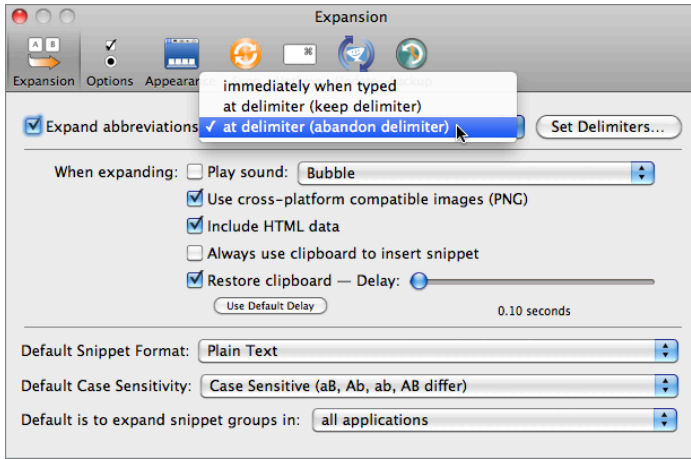 Expansion
A B
⌘
Expansion Options Appearance
immediately when typed
at delimiter (keep delimiter)
Expand abbreviations ✓ at delimiter (abandon delimiter) Set Delimiters...
When expanding: Play sound: Bubble
Use cross-platform compatible images (PNG)
Include HTML data
Always use clipboard to insert snippet
Restore clipboard — Delay:
Use Default Delay 0.10 seconds
Default Snippet Format: Plain Text
Default Case Sensitivity: Case Sensitive (aB, Ab, ab, AB differ)
Default is to expand snippet groups in: all applications